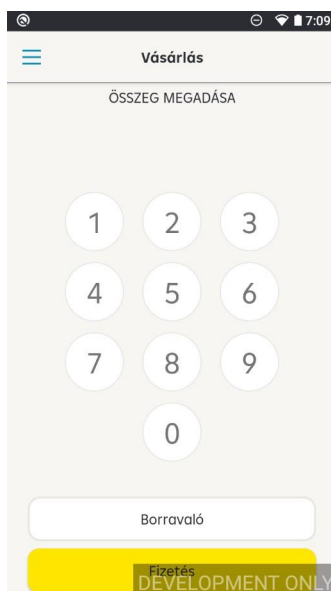 7:09
Vásárlás
ÖSSZEG MEGADÁSA
1 2 3
4 5 6
7 8 9
0
Borravaló
Fizetés
DEVELOPMENT ONLY